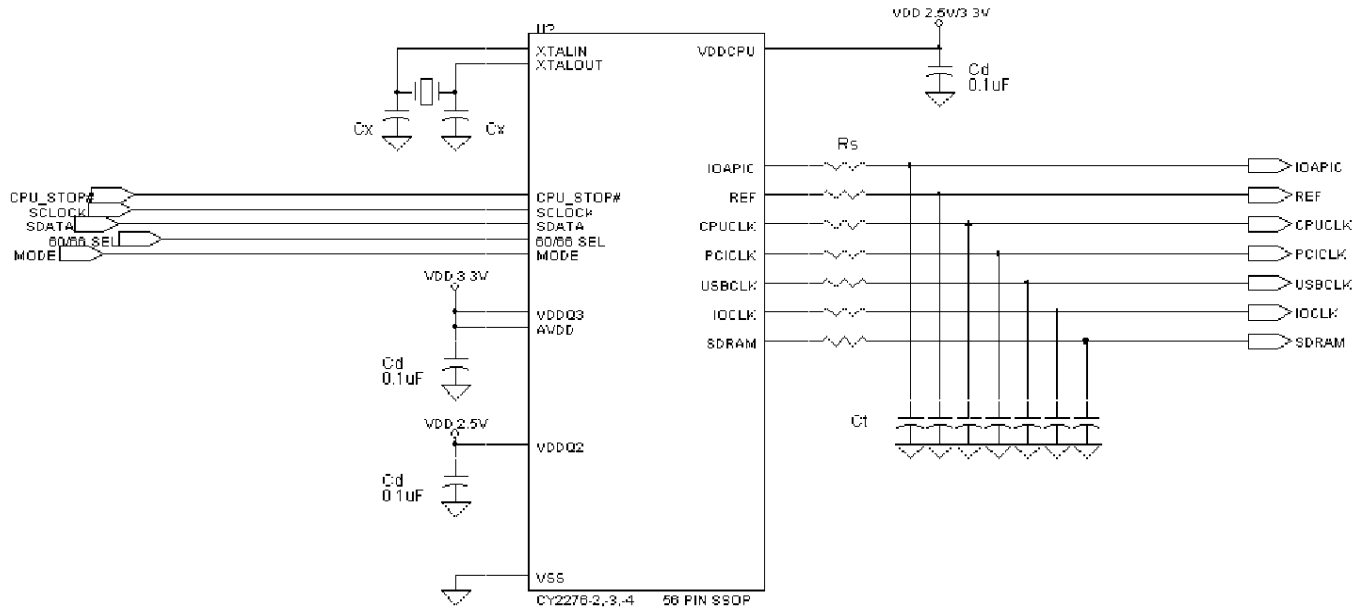 VDD 2.5V/3.3V
U?
XTALIN
XTALOUT
VDDCPU
Cd
0.1uF
Cx
Cx
Rs
IOAPIC
IOAPIC
CPU_STOP#
CPU_STOP#
REF
REF
SCLOCK
SCLOCK
SDATA
SDATA
CPUCLK
CPUCLK
60/66 SEL
60/66 SEL
MODE
MODE
PCICLK
PCICLK
VDD 3.3V
USBCLK
USBCLK
VDDQ3
IOCLK
IOCLK
AVDD
SDRAM
SDRAM
Cd
0.1uF
VDD 2.5V
Ct
VDDQ2
Cd
0.1uF
VSS
CY2276-2,-3,-4 56 PIN SSOP